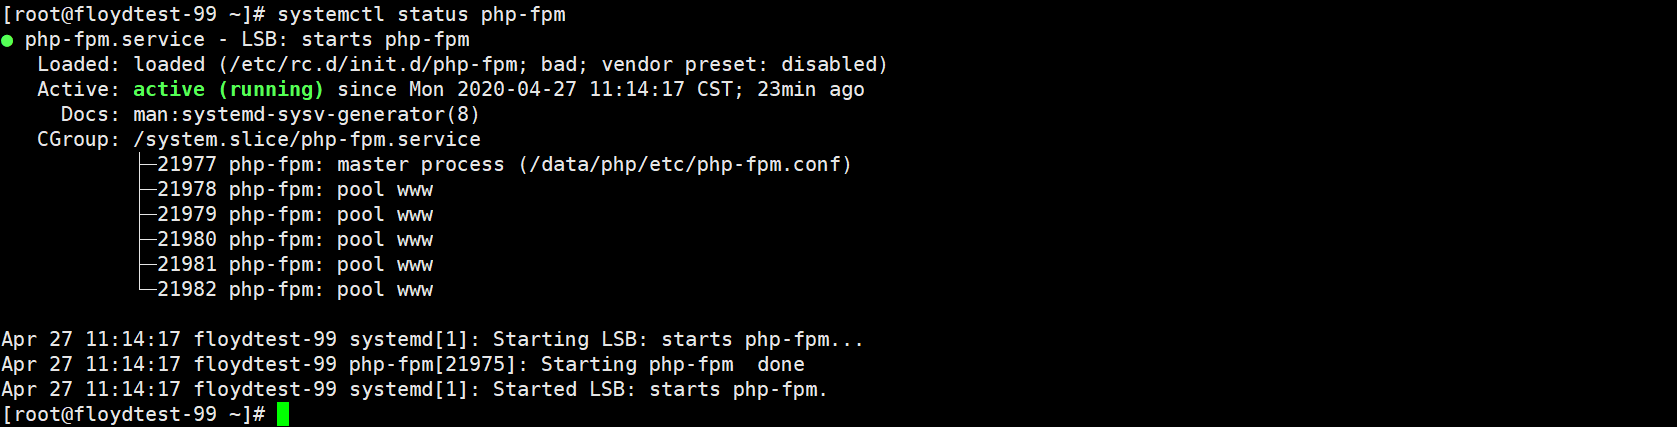 [root@floydtest-99 ~]# systemctl status php-fpm
● php-fpm.service - LSB: starts php-fpm
   Loaded: loaded (/etc/rc.d/init.d/php-fpm; bad; vendor preset: disabled)
   Active: active (running) since Mon 2020-04-27 11:14:17 CST; 23min ago
     Docs: man:systemd-sysv-generator(8)
   CGroup: /system.slice/php-fpm.service
           ├─21977 php-fpm: master process (/data/php/etc/php-fpm.conf)
           ├─21978 php-fpm: pool www
           ├─21979 php-fpm: pool www
           ├─21980 php-fpm: pool www
           ├─21981 php-fpm: pool www
           └─21982 php-fpm: pool www

Apr 27 11:14:17 floydtest-99 systemd[1]: Starting LSB: starts php-fpm...
Apr 27 11:14:17 floydtest-99 php-fpm[21975]: Starting php-fpm  done
Apr 27 11:14:17 floydtest-99 systemd[1]: Started LSB: starts php-fpm.
[root@floydtest-99 ~]#